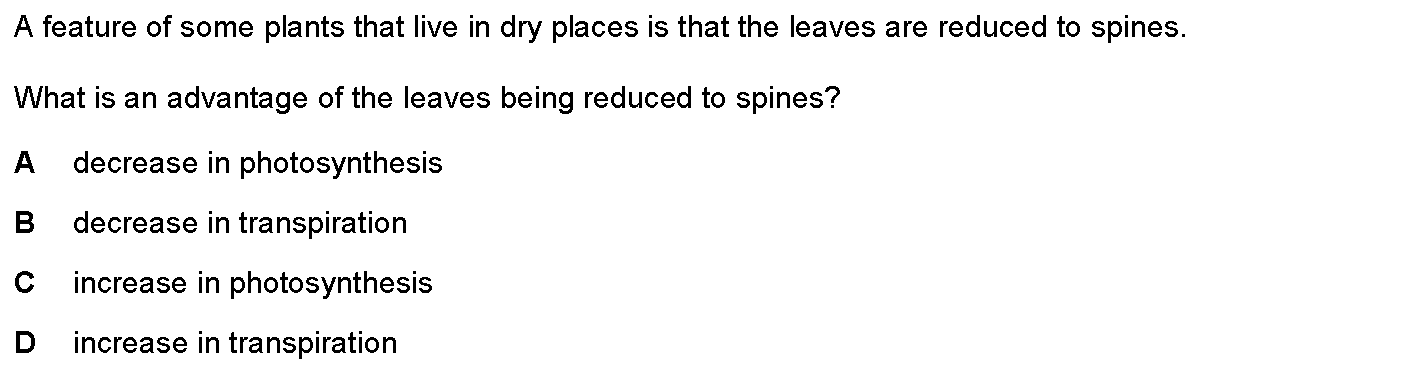 A feature of some plants that live in dry places is that the leaves are reduced to spines.
What is an advantage of the leaves being reduced to spines?
A decrease in photosynthesis
B decrease in transpiration
C increase in photosynthesis
D increase in transpiration